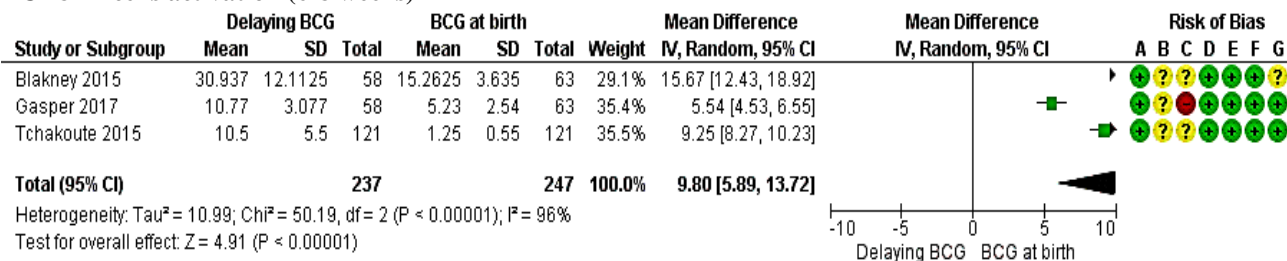 Delaying BCG BCG at birth Mean Difference Mean Difference Risk of Bias
Study or Subgroup Mean SD Total Mean SD Total Weight IV, Random, 95% CI IV, Random, 95% CI A B C D E F G
Blakney 2015 30.937 12.1125 58 15.2625 3.635 63 29.1% 15.67 [12.43, 18.92] + ? ? + + + ?
Gasper 2017 10.77 3.077 58 5.23 2.54 63 35.4% 5.54 [4.53, 6.55] + ? - + + + +
Tchakoute 2015 10.5 5.5 121 1.25 0.55 121 35.5% 9.25 [8.27, 10.23] + ? ? + + + +
Total (95% CI) 237 247 100.0% 9.80 [5.89, 13.72]
Heterogeneity: Tau² = 10.99; Chi² = 50.19, df = 2 (P < 0.00001); I² = 96%
Test for overall effect: Z = 4.91 (P < 0.00001)
-10 -5 0 5 10
Delaying BCG BCG at birth